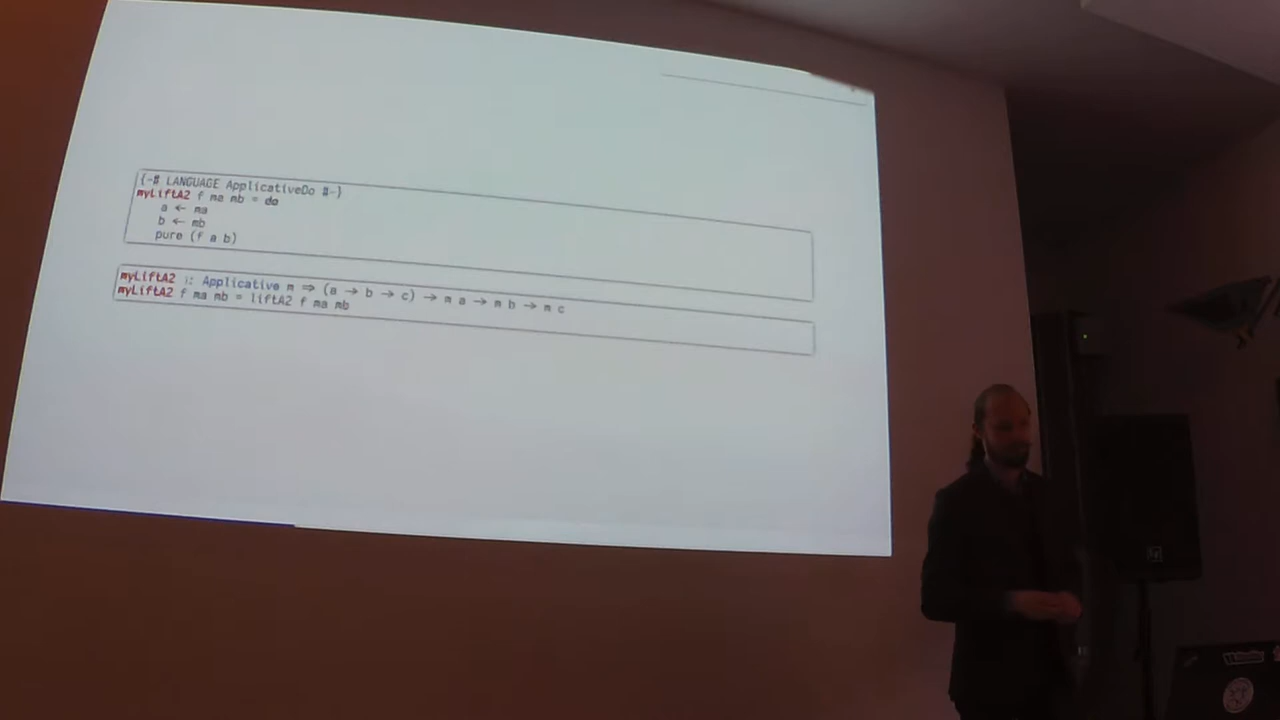 {-# LANGUAGE ApplicativeDo #-}
myLiftA2 f ma mb = do
a ← ma
b ← mb
pure (f a b)
myLiftA2 :: Applicative m ⇒ (a → b → c) → m a → m b → m c
myLiftA2 f ma mb = liftA2 f ma mb